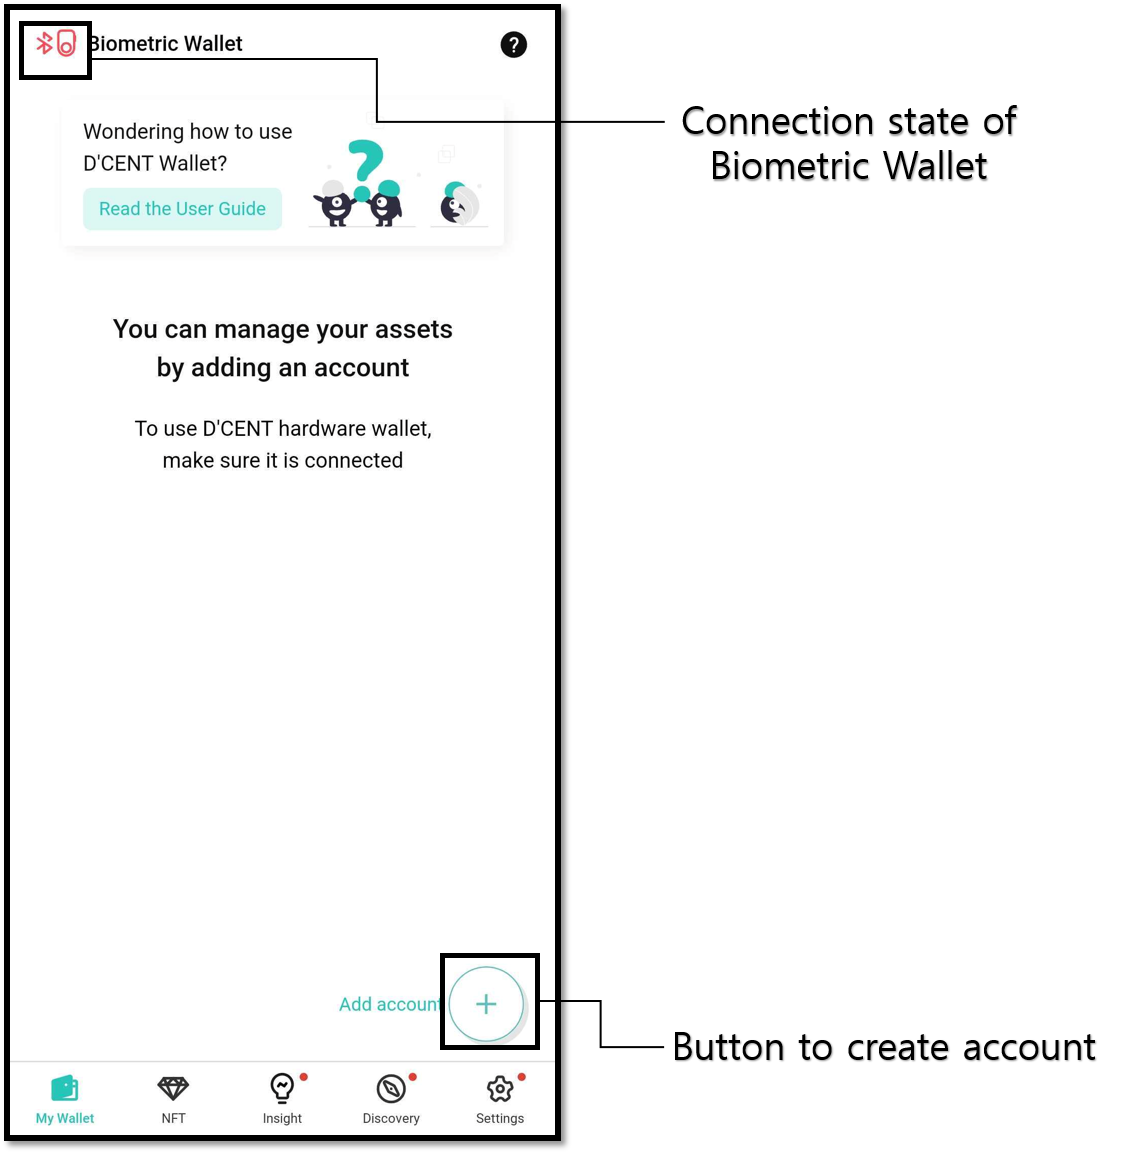 Biometric Wallet
?
Connection state of
Biometric Wallet
Wondering how to use
D'CENT Wallet?
Read the User Guide
?
You can manage your assets
by adding an account
To use D'CENT hardware wallet,
make sure it is connected
Add account
+
Button to create account
My Wallet
NFT
Insight
Discovery
Settings